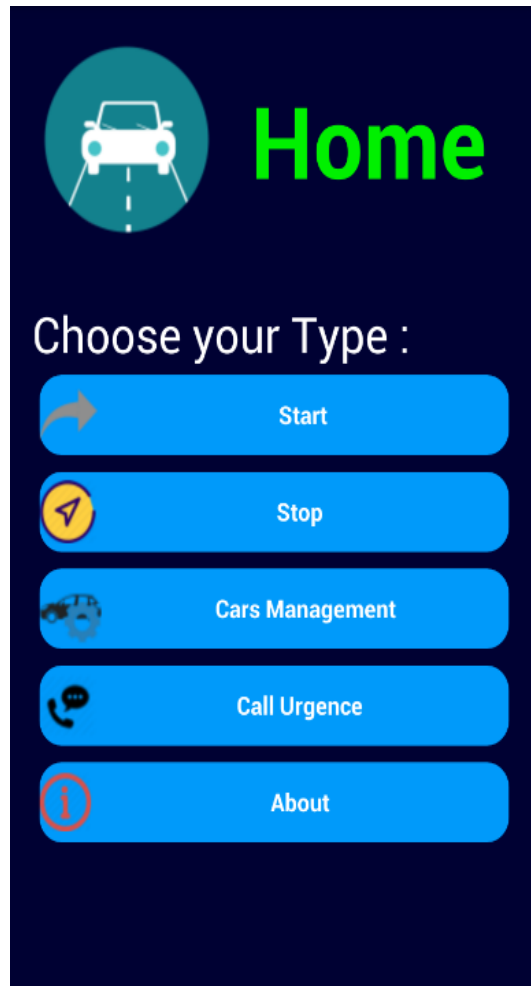 Home
Choose your Type :
Start
Stop
Cars Management
Call Urgence
About